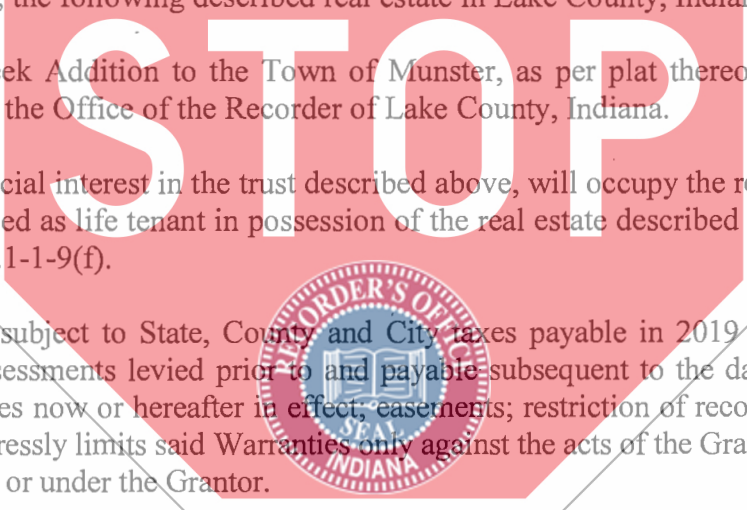 the following described real estate in Lake County, Indian
eek Addition to the Town of Munster, as per plat thereo
the Office of the Recorder of Lake County, Indiana.
cial interest in the trust described above, will occupy the r
ed as life tenant in possession of the real estate described
1-1-9(f).
subject to State, County and City taxes payable in 2019
sessments levied prior to and payable subsequent to the da
es now or hereafter in effect; easements; restriction of reco
ressly limits said Warranties only against the acts of the Gra
or under the Grantor.
STOP
RECORDER'S OFFICE
SEAL
INDIANA